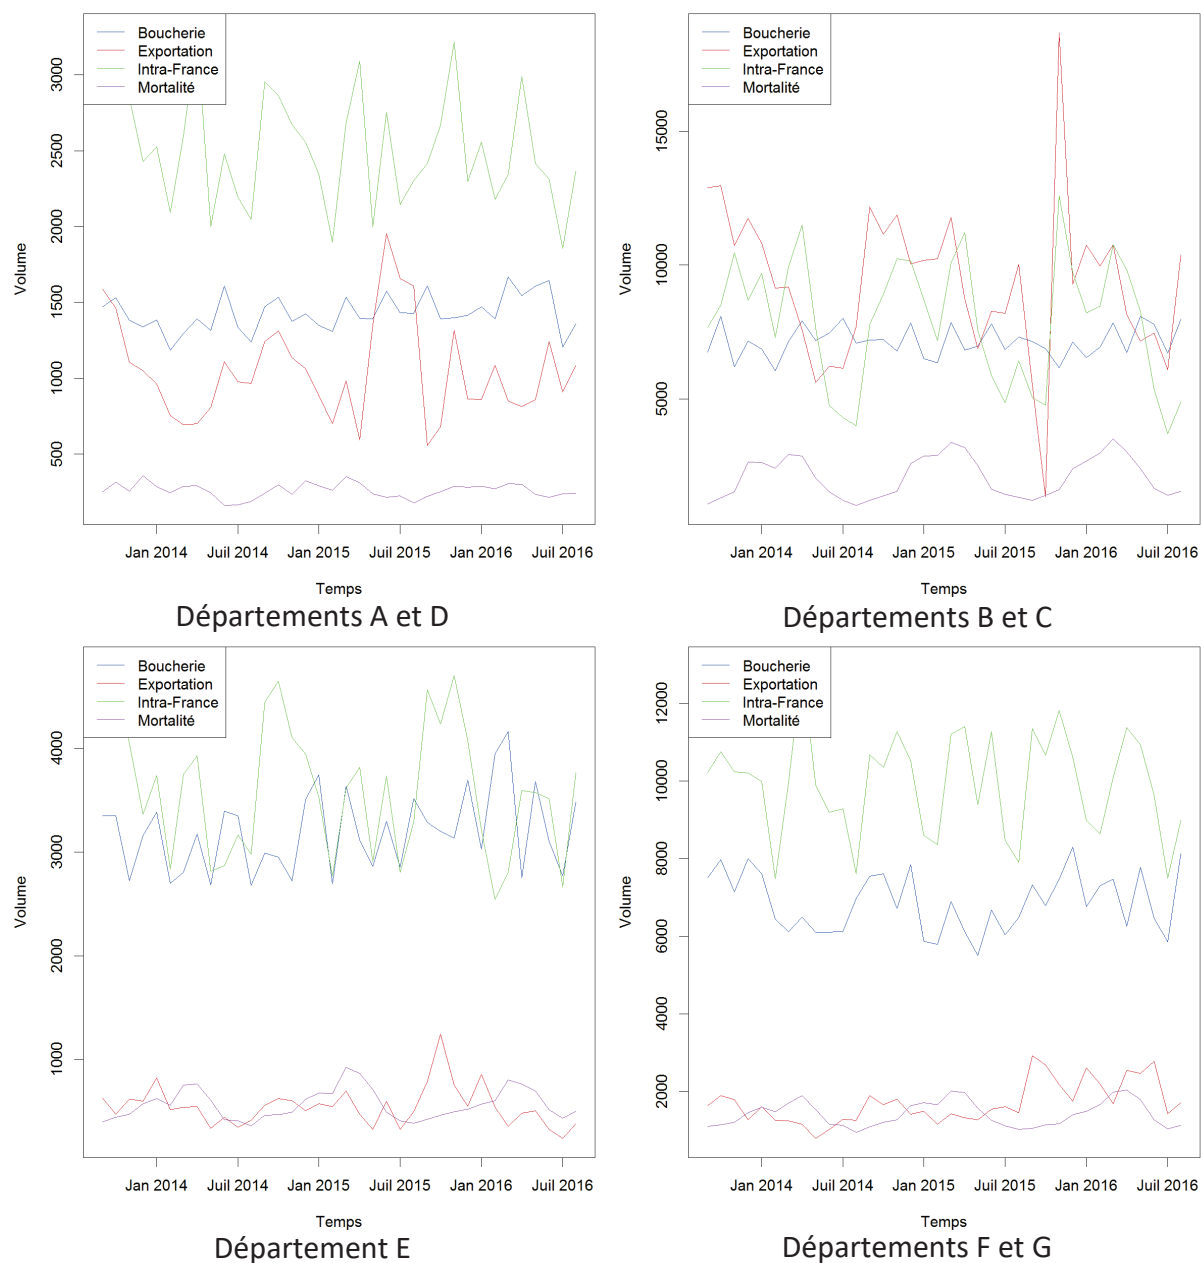 Boucherie
Exportation
Intra-France
Mortalité
Volume
500
1000
1500
2000
2500
3000
Jan 2014
Juil 2014
Jan 2015
Juil 2015
Jan 2016
Juil 2016
Temps
Départements A et D
Boucherie
Exportation
Intra-France
Mortalité
Volume
5000
10000
15000
Jan 2014
Juil 2014
Jan 2015
Juil 2015
Jan 2016
Juil 2016
Temps
Départements B et C
Boucherie
Exportation
Intra-France
Mortalité
Volume
1000
2000
3000
4000
Jan 2014
Juil 2014
Jan 2015
Juil 2015
Jan 2016
Juil 2016
Temps
Département E
Boucherie
Exportation
Intra-France
Mortalité
Volume
2000
4000
6000
8000
10000
12000
Jan 2014
Juil 2014
Jan 2015
Juil 2015
Jan 2016
Juil 2016
Temps
Départements F et G